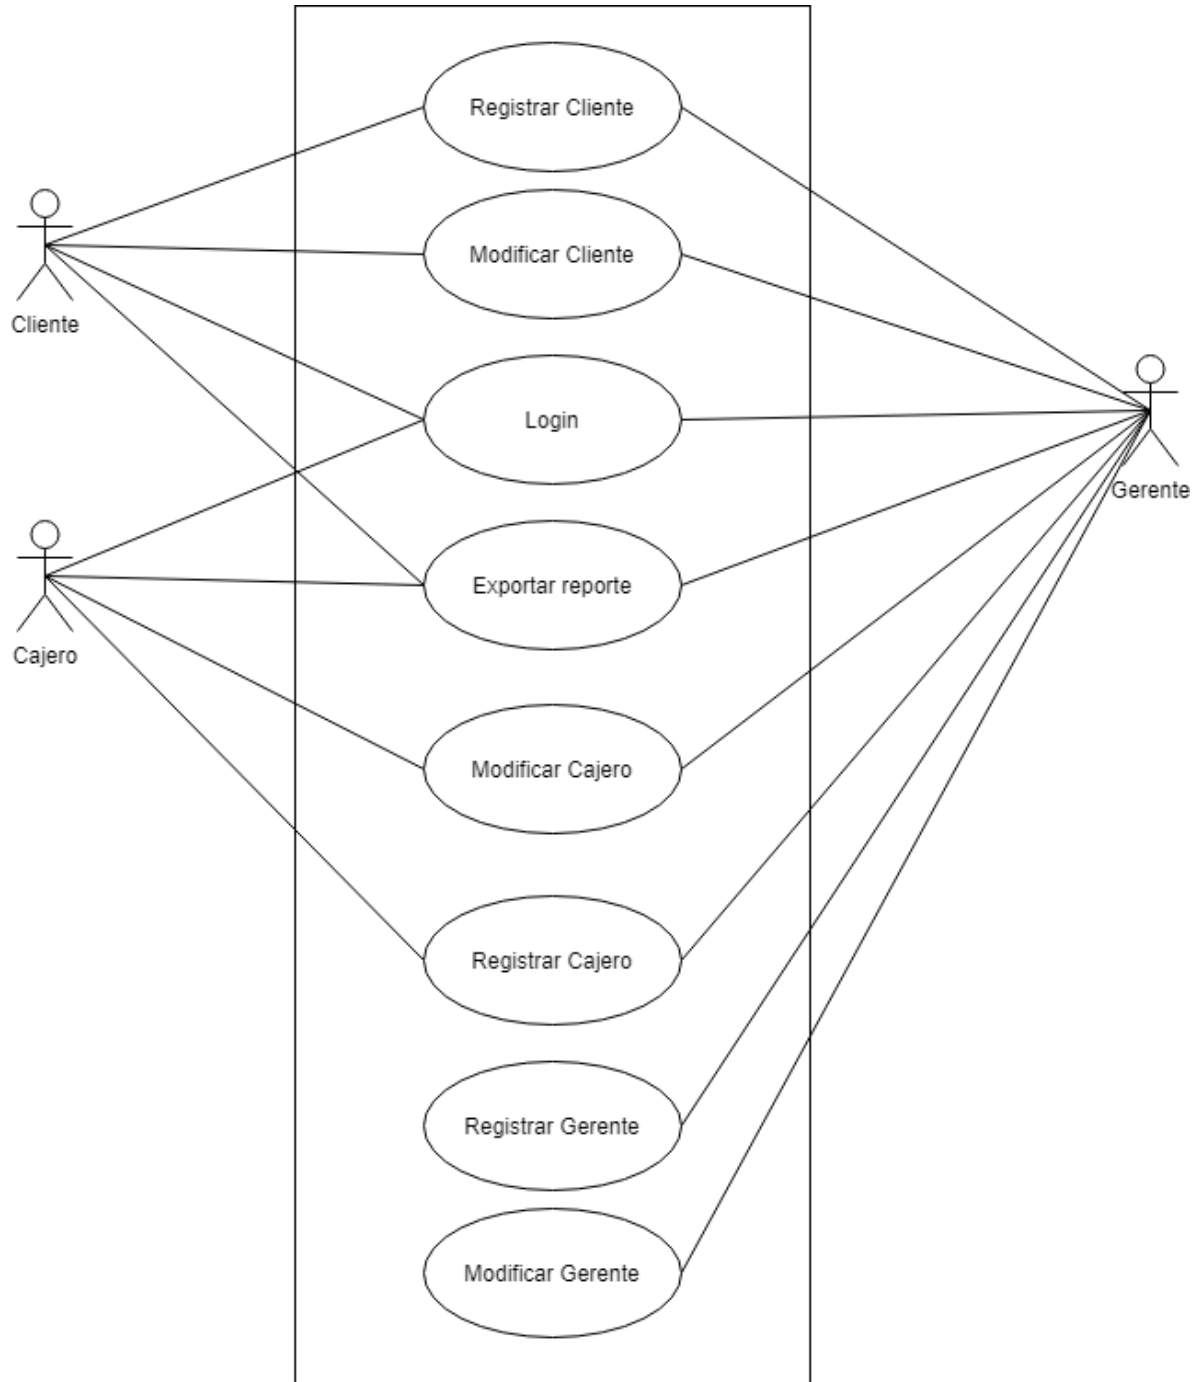 Registrar Cliente
Modificar Cliente
Cliente
Login
Gerente
Exportar reporte
Cajero
Modificar Cajero
Registrar Cajero
Registrar Gerente
Modificar Gerente